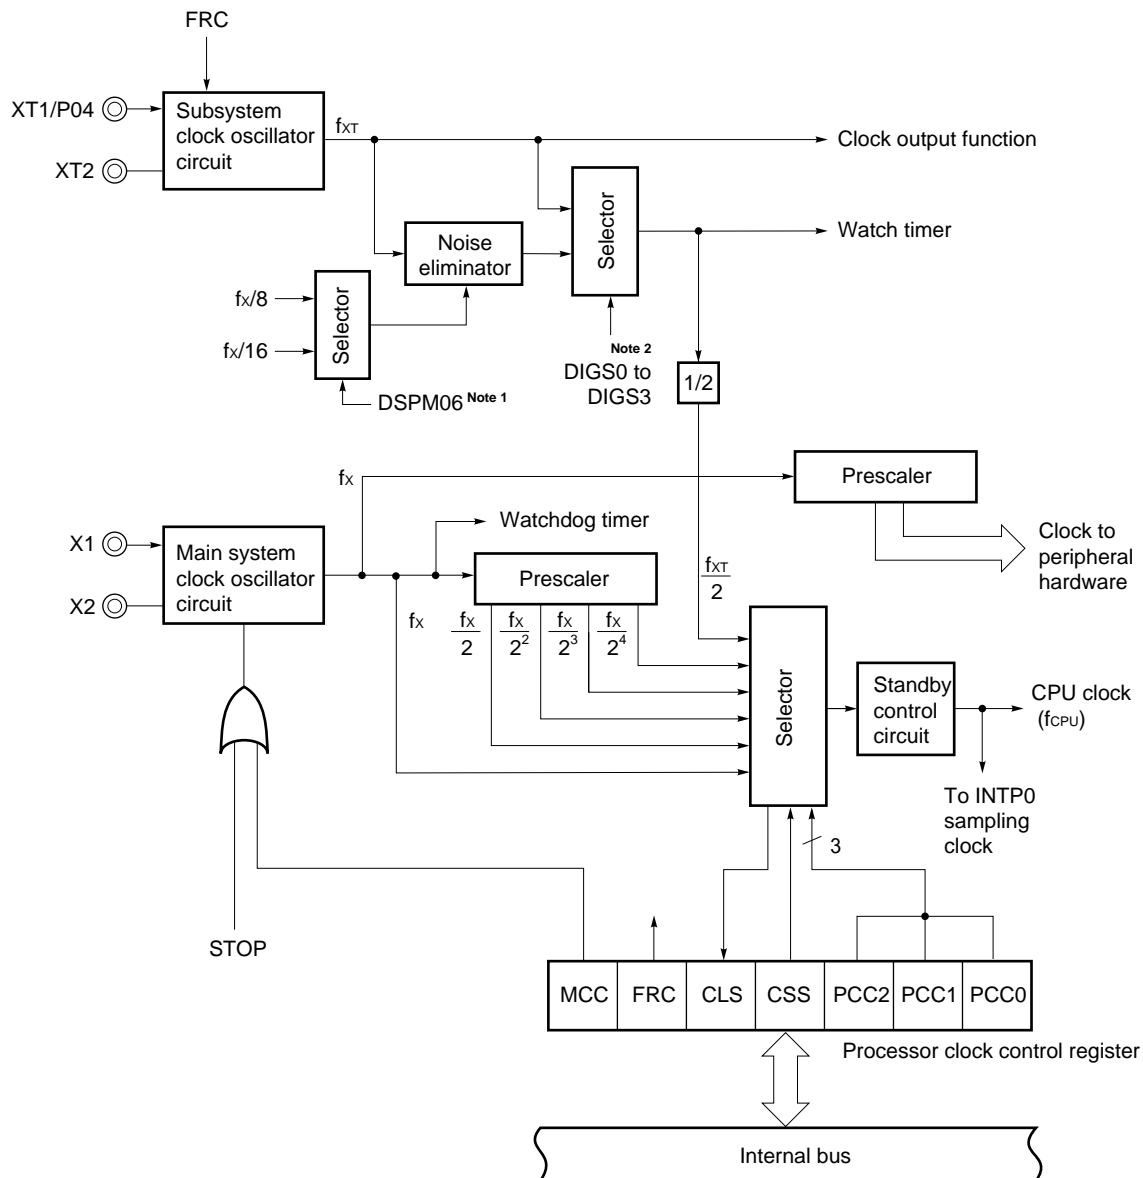 FRC
XT1/P04
XT2
Subsystem
clock oscillator
circuit
fXT
Clock output function
Selector
Noise
eliminator
Watch timer
fX/8
fX/16
Selector
DSPM06 Note 1
Note 2
DIGS0 to
DIGS3
1/2
fX
Prescaler
Clock to
peripheral
hardware
X1
X2
Main system
clock oscillator
circuit
Watchdog timer
Prescaler
fXT
2
fX
fX fX fX fX
2 2^2 2^3 2^4
Selector
Standby
control
circuit
CPU clock
(fCPU)
To INTP0
sampling
clock
3
STOP
MCC FRC CLS CSS PCC2 PCC1 PCC0
Processor clock control register
Internal bus